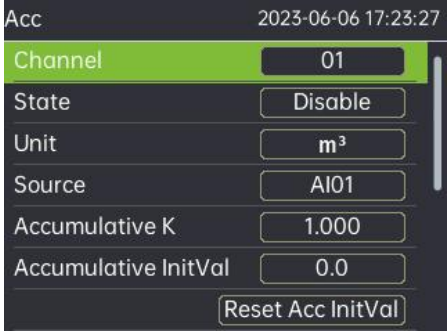 Acc 2023-06-06 17:23:27
Channel 01
State Disable
Unit m³
Source AI01
Accumulative K 1.000
Accumulative InitVal 0.0
Reset Acc InitVal